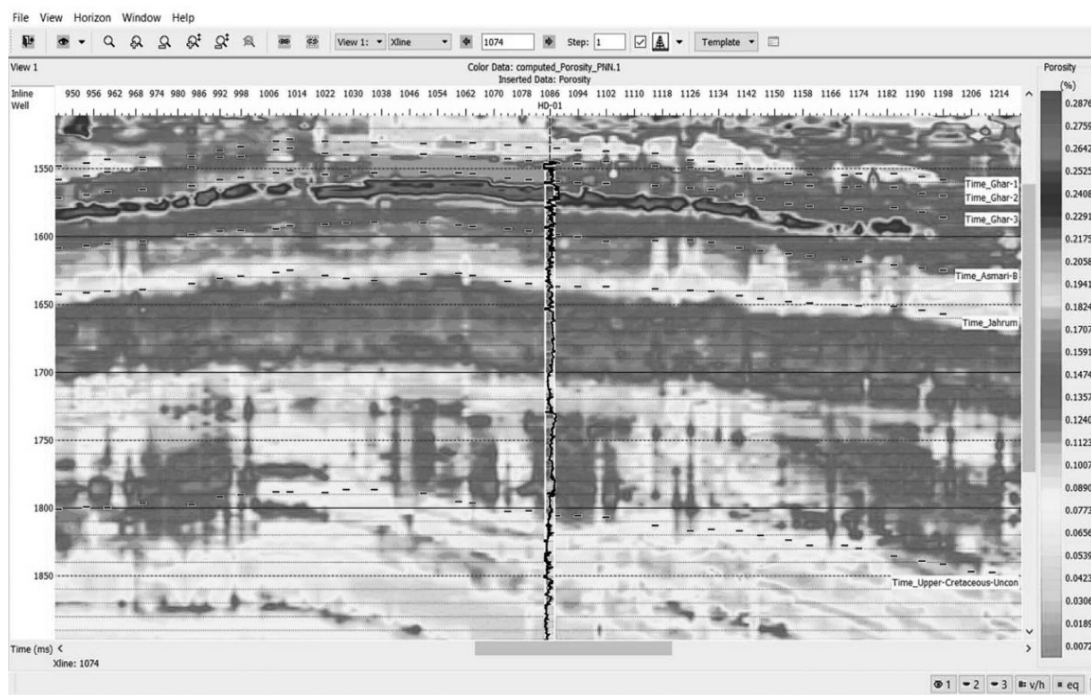 File View Horizon Window Help
View 1: Xline 1074 Step: 1 Template
View 1
Color Data: computed_Porosity_PNN.1
Inserted Data: Porosity
Porosity
(%)
Inline 950 956 962 968 974 980 986 992 998 1006 1014 1022 1030 1038 1046 1054 1062 1070 1078 1086 1094 1102 1110 1118 1126 1134 1142 1150 1158 1166 1174 1182 1190 1198 1206 1214
Well HD-01
1550
1600
1650
1700
1750
1800
1850
Time_Ghar-1
Time_Ghar-2
Time_Ghar-3
Time_Asmari-B
Time_Jahrum
Time_Upper-Cretaceous-Uncon
0.2876
0.2759
0.2642
0.2525
0.2408
0.2291
0.2175
0.2058
0.1941
0.1824
0.1707
0.1591
0.1474
0.1357
0.1240
0.1123
0.1007
0.0890
0.0773
0.0656
0.0539
0.0423
0.0306
0.0189
0.0072
Time (ms)
Xline: 1074
1 2 3 v/h eq